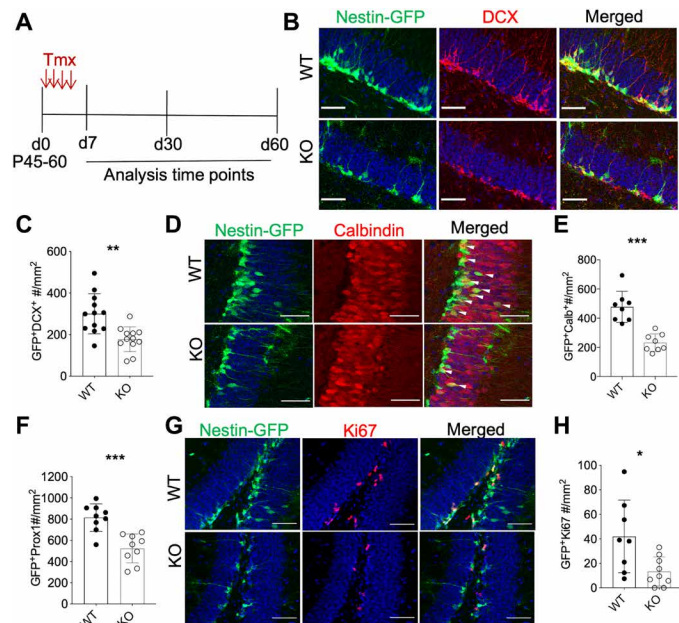 A
Tmx
d0
d7
d30
d60
P45-60
Analysis time points
B
Nestin-GFP
DCX
Merged
WT
KO
C
**
GFP⁺DCX⁺ #/mm²
600
400
200
0
WT
KO
D
Nestin-GFP
Calbindin
Merged
WT
KO
E
***
GFP⁺Calb⁺#/mm²
800
600
400
200
0
WT
KO
F
***
GFP⁺Prox1#/mm²
1200
1000
800
600
400
200
0
WT
KO
G
Nestin-GFP
Ki67
Merged
WT
KO
H
*
GFP⁺Ki67 #/mm²
100
80
60
40
20
0
WT
KO